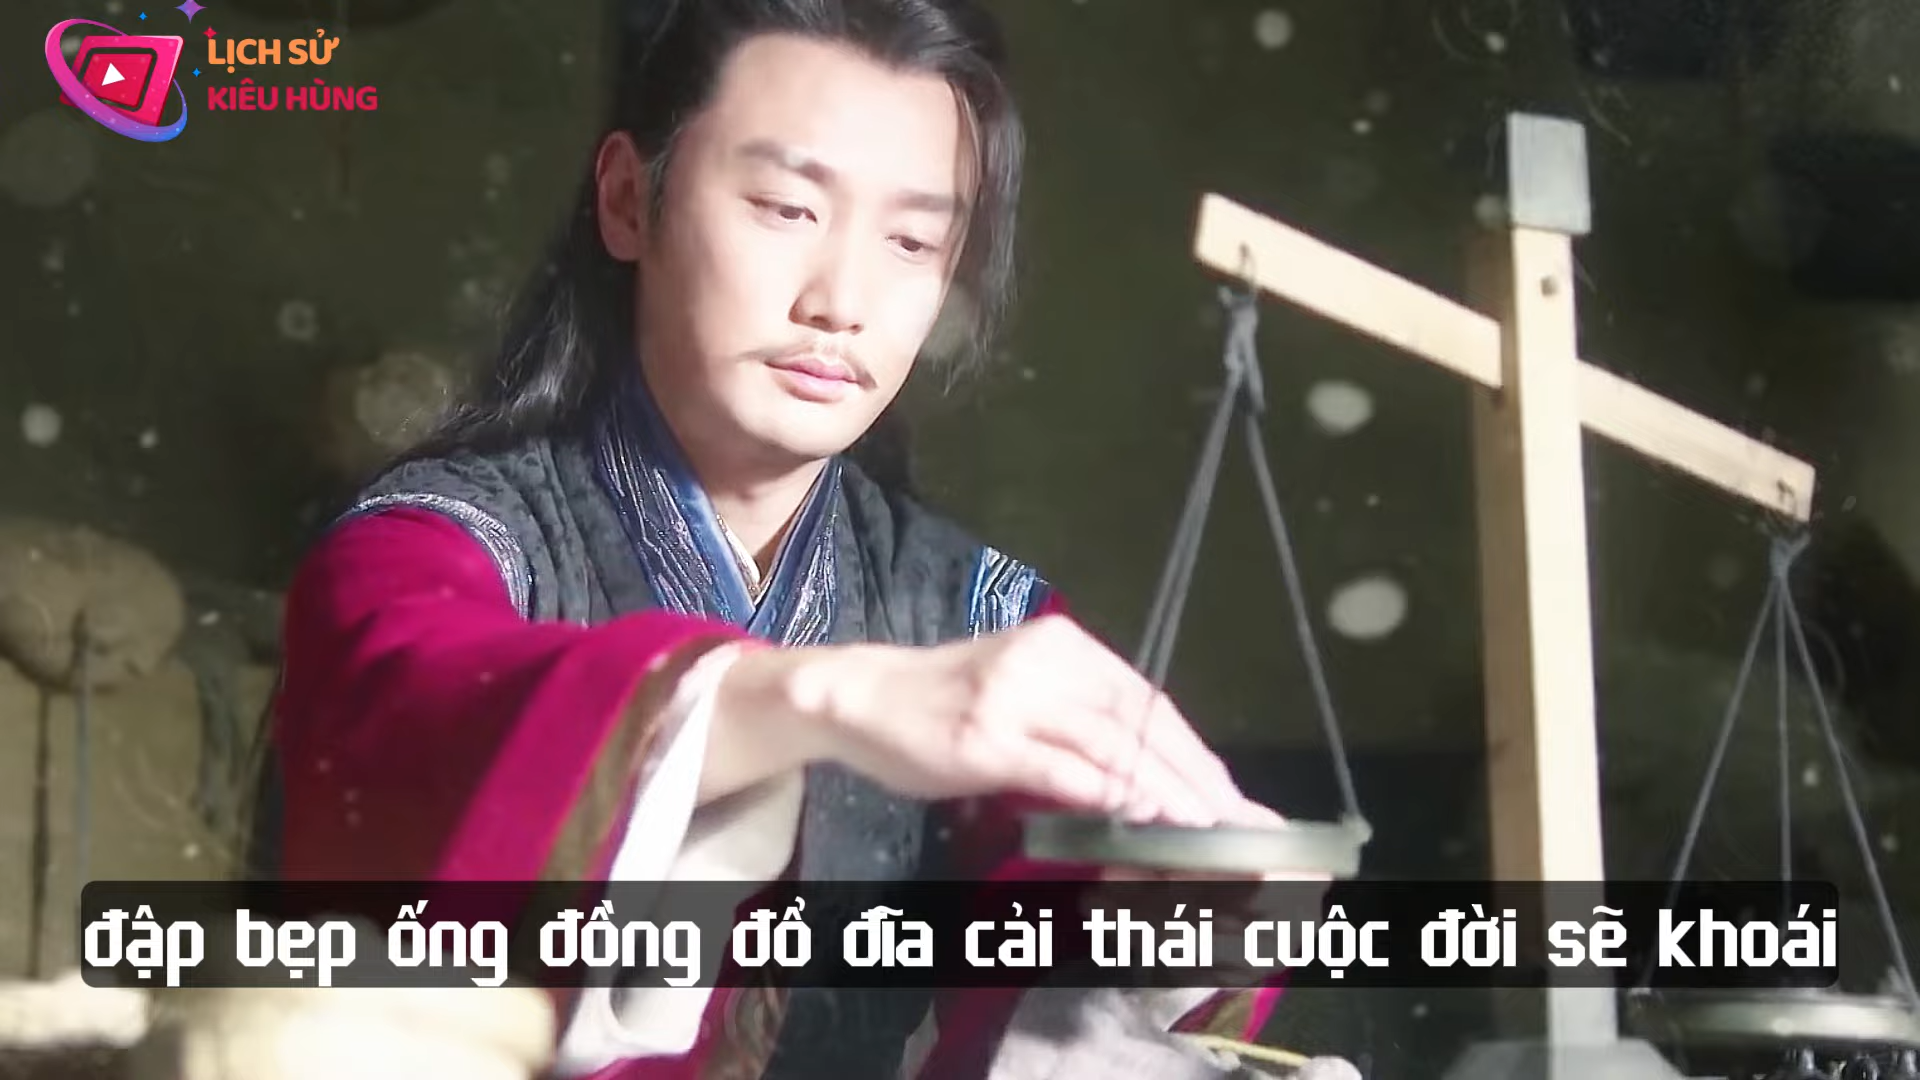 LỊCH SỬ
KIÊU HÙNG
đập bẹp ống đồng đổ đĩa cải thái cuộc đời sẽ khoái